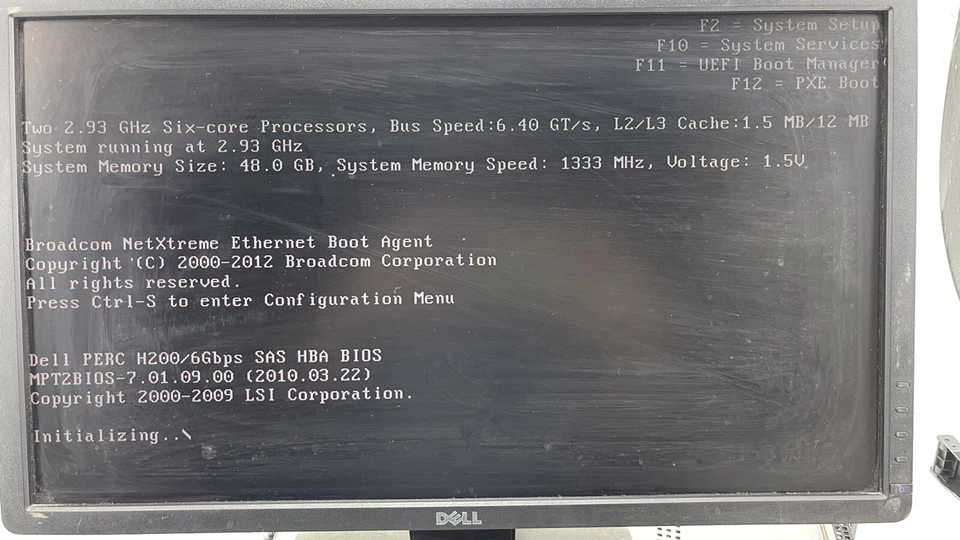 F2 = System Setup
F10 = System Services
F11 = UEFI Boot Manager
F12 = PXE Boot
Two 2.93 GHz Six-core Processors, Bus Speed:6.40 GT/s, L2/L3 Cache:1.5 MB/12 MB
System running at 2.93 GHz
System Memory Size: 48.0 GB, System Memory Speed: 1333 MHz, Voltage: 1.5V
Broadcom NetXtreme Ethernet Boot Agent
Copyright (C) 2000-2012 Broadcom Corporation
All rights reserved.
Press Ctrl-S to enter Configuration Menu
Dell PERC H200/6Gbps SAS HBA BIOS
MPT2BIOS-7.01.09.00 (2010.03.22)
Copyright 2000-2009 LSI Corporation.
Initializing..\
DELL